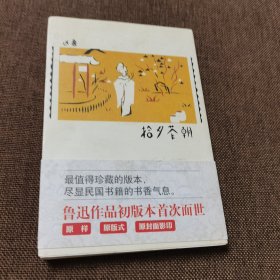 魯迅
拾夕花朝
最值得珍藏的版本,
尽显民国书籍的书香气息。
鲁迅作品初版本首次面世
原样 原版式 原封面影印